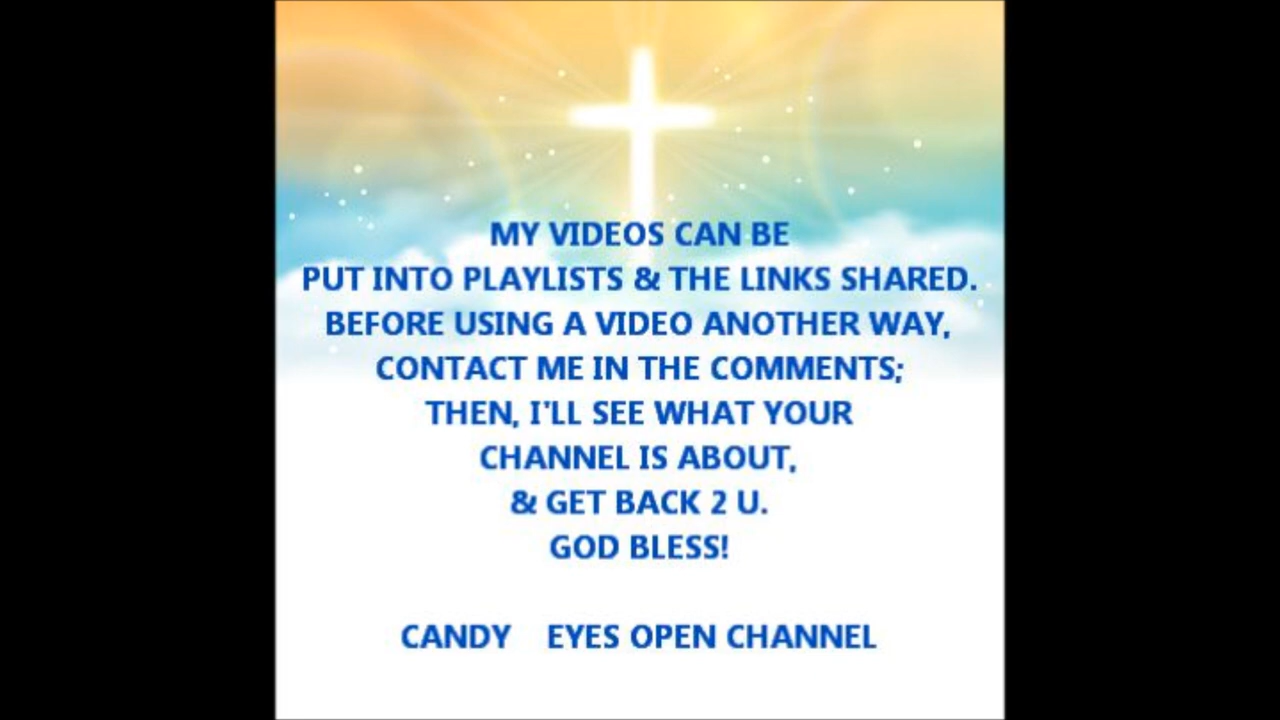 MY VIDEOS CAN BE
PUT INTO PLAYLISTS & THE LINKS SHARED.
BEFORE USING A VIDEO ANOTHER WAY,
CONTACT ME IN THE COMMENTS;
THEN, I'LL SEE WHAT YOUR
CHANNEL IS ABOUT,
& GET BACK 2 U.
GOD BLESS!
CANDY EYES OPEN CHANNEL